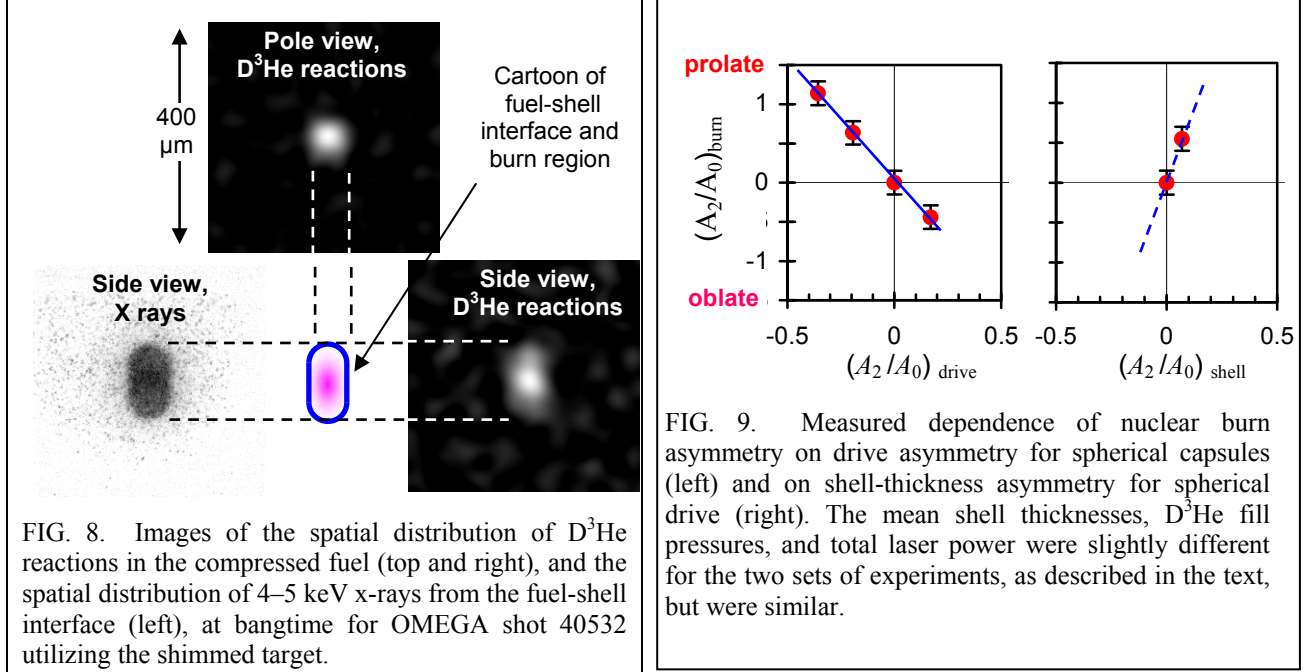 Pole view,
D³He reactions
400
µm
Cartoon of
fuel-shell
interface and
burn region
Side view,
X rays
Side view,
D³He reactions
FIG. 8. Images of the spatial distribution of D³He
reactions in the compressed fuel (top and right), and the
spatial distribution of 4–5 keV x-rays from the fuel-shell
interface (left), at bangtime for OMEGA shot 40532
utilizing the shimmed target.
prolate
1
0
-1
oblate
(A₂/A₀)burn
-0.5 0 0.5
(A₂/A₀) drive
-0.5 0 0.5
(A₂/A₀) shell
FIG. 9. Measured dependence of nuclear burn
asymmetry on drive asymmetry for spherical capsules
(left) and on shell-thickness asymmetry for spherical
drive (right). The mean shell thicknesses, D³He fill
pressures, and total laser power were slightly different
for the two sets of experiments, as described in the text,
but were similar.